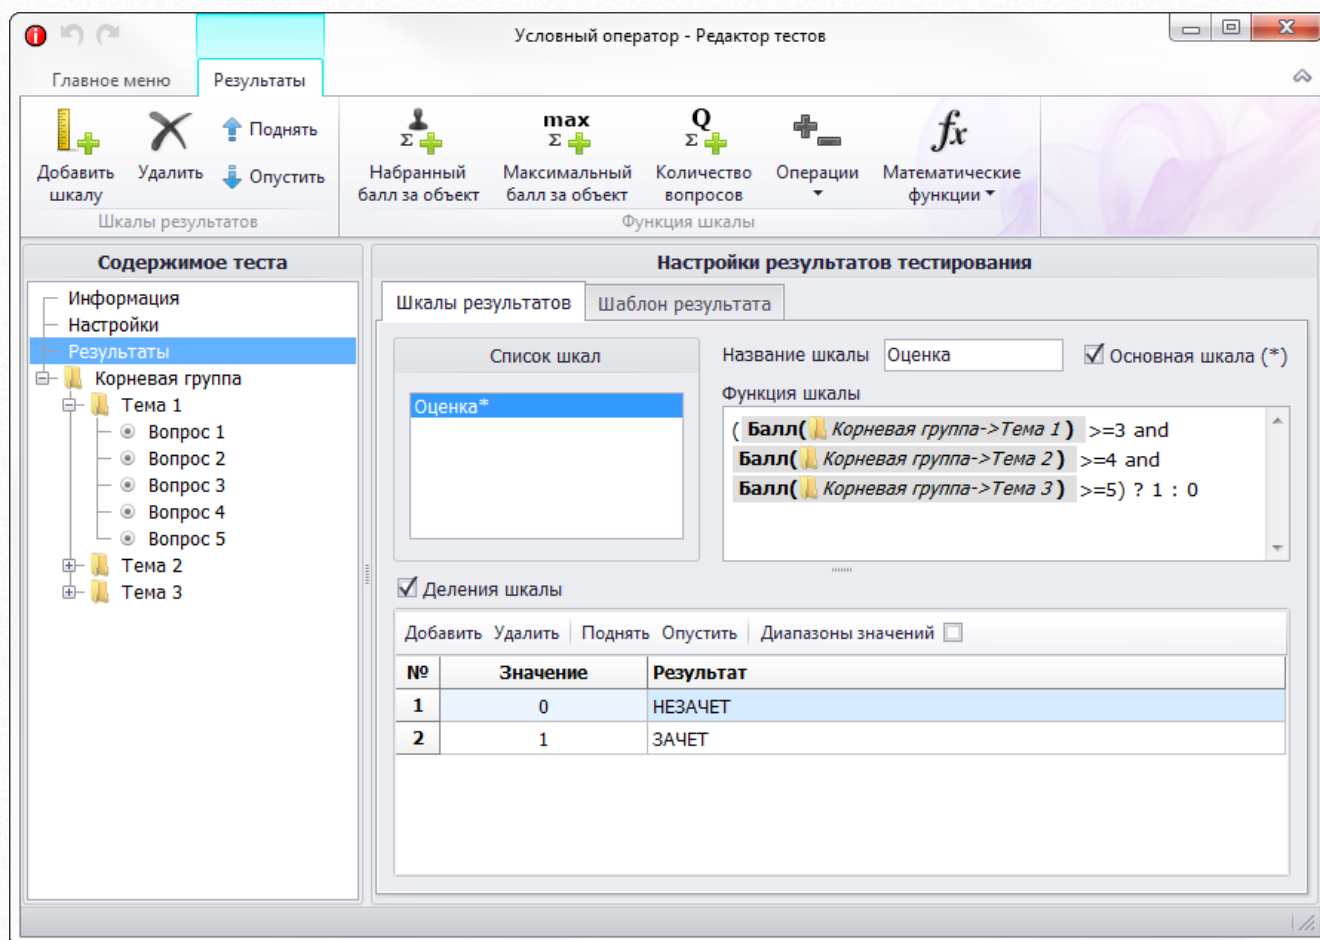 Условный оператор - Редактор тестов
Главное меню Результаты
max
Q
Σ Σ Σ
fx
Поднять
Опустить
Добавить шкалу
Удалить
Набранный балл за объект
Максимальный балл за объект
Количество вопросов
Операции
Математические функции
Шкалы результатов
Функция шкалы
Содержимое теста
Информация
Настройки
Результаты
Корневая группа
Тема 1
Вопрос 1
Вопрос 2
Вопрос 3
Вопрос 4
Вопрос 5
Тема 2
Тема 3
Настройки результатов тестирования
Шкалы результатов Шаблон результата
Список шкал
Оценка*
Название шкалы Оценка Основная шкала (*)
Функция шкалы
( Балл( Корневая группа->Тема 1 ) >=3 and
Балл( Корневая группа->Тема 2 ) >=4 and
Балл( Корневая группа->Тема 3 ) >=5) ? 1 : 0
Деления шкалы
Добавить Удалить Поднять Опустить Диапазоны значений
№ Значение Результат
1 0 НЕЗАЧЕТ
2 1 ЗАЧЕТ